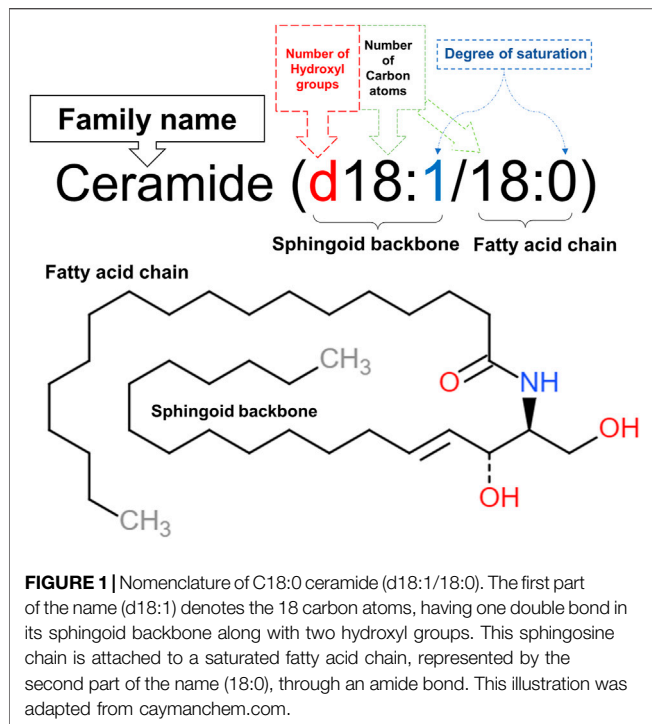 Number of
Hydroxyl
groups
Number
of
Carbon
atoms
Degree of saturation
Family name
Ceramide (d18:1/18:0)
Sphingoid backbone
Fatty acid chain
Fatty acid chain
CH3
Sphingoid backbone
O
NH
OH
OH
CH3
FIGURE 1 | Nomenclature of C18:0 ceramide (d18:1/18:0). The first part
of the name (d18:1) denotes the 18 carbon atoms, having one double bond in
its sphingoid backbone along with two hydroxyl groups. This sphingosine
chain is attached to a saturated fatty acid chain, represented by the
second part of the name (18:0), through an amide bond. This illustration was
adapted from caymanchem.com.